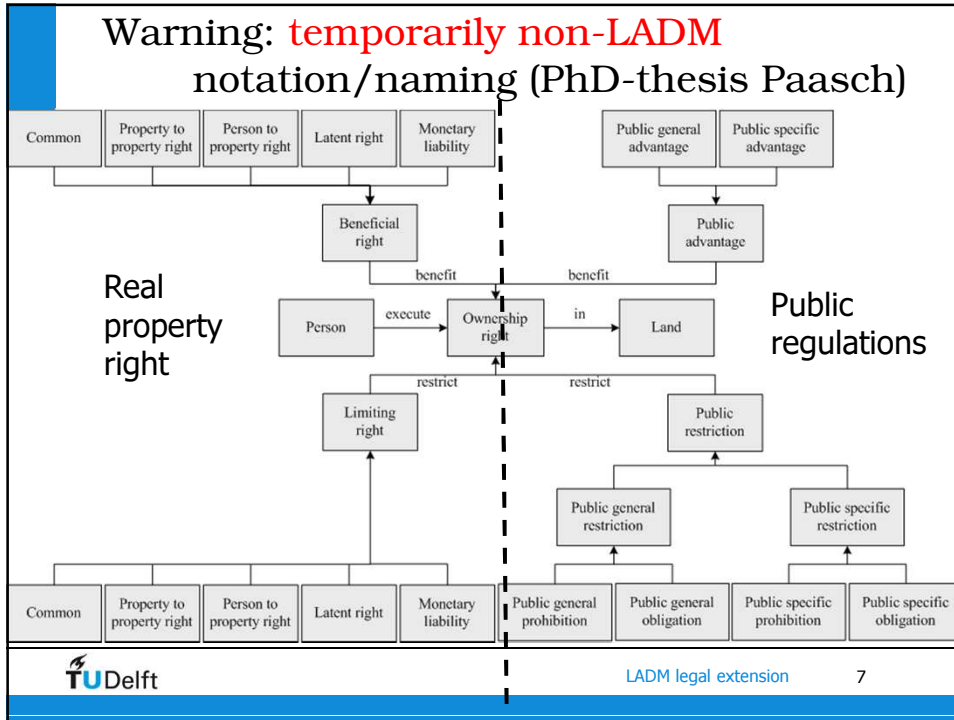 Warning: temporarily non-LADM
notation/naming (PhD-thesis Paasch)
Common
Property to
property right
Person to
property right
Latent right
Monetary
liability
Public general
advantage
Public specific
advantage
Beneficial
right
Public
advantage
benefit
benefit
Real
property
right
Person
execute
Ownership
right
in
Land
Public
regulations
restrict
restrict
Limiting
right
Public
restriction
Public general
restriction
Public specific
restriction
Common
Property to
property right
Person to
property right
Latent right
Monetary
liability
Public general
prohibition
Public general
obligation
Public specific
prohibition
Public specific
obligation
TUDelft
LADM legal extension
7